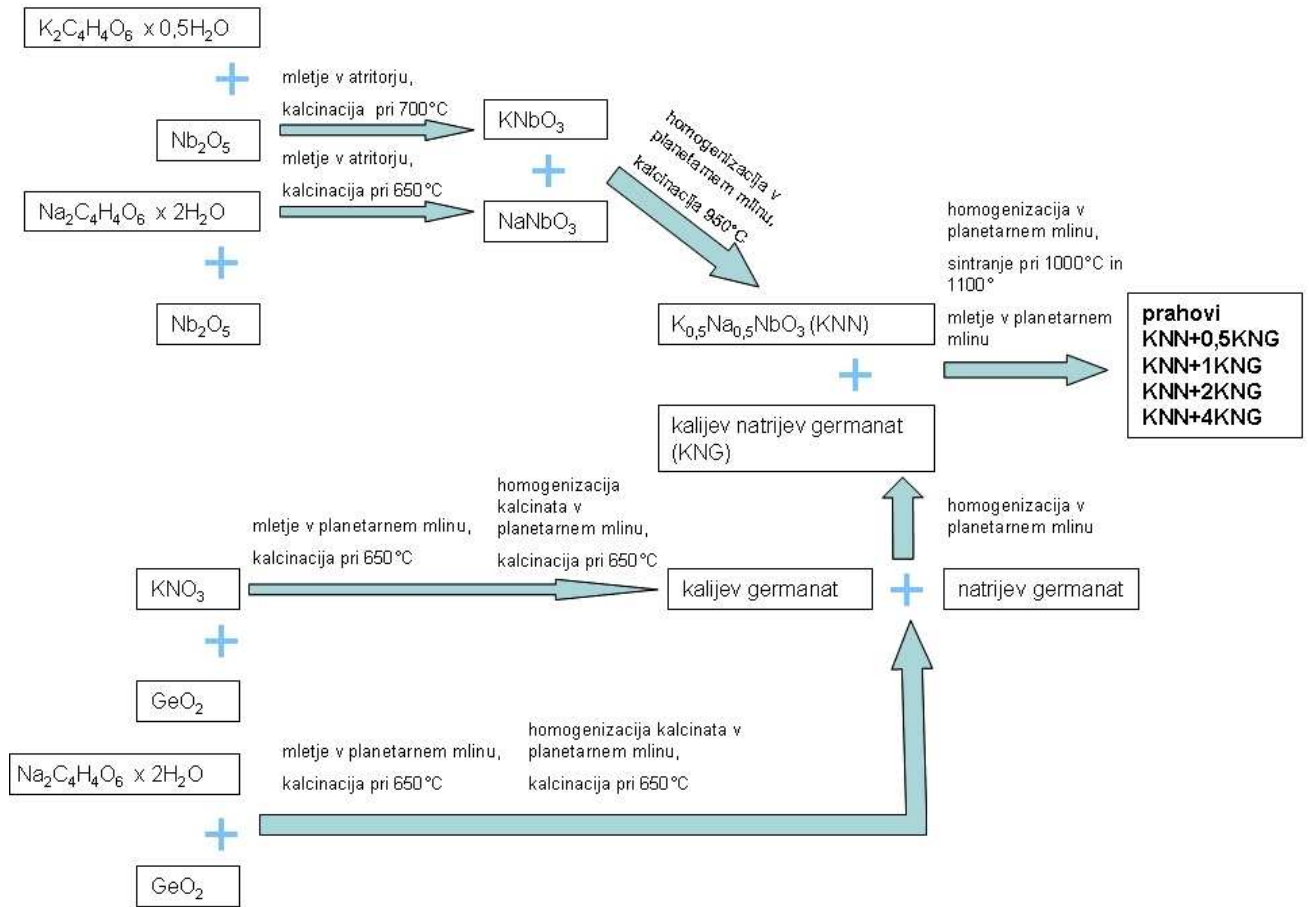 K₂C₄H₄O₆ x 0,5H₂O
+
Nb₂O₅
mletje v atritorju,
kalcinacija pri 700°C
mletje v atritorju,
kalcinacija pri 650°C
Na₂C₄H₄O₆ x 2H₂O
+
Nb₂O₅
KNbO₃
+
NaNbO₃
homogenizacija v
planetarnem mlinu,
kalcinacija 950°C
K₀,₅Na₀,₅NbO₃ (KNN)
+
kalijev natrijev germanat
(KNG)
homogenizacija v
planetarnem mlinu,
sintranje pri 1000°C in
1100°
mletje v planetarnem
mlinu
prahovi
KNN+0,5KNG
KNN+1KNG
KNN+2KNG
KNN+4KNG
homogenizacija v
planetarnem mlinu
mletje v planetarnem mlinu,
kalcinacija pri 650°C
homogenizacija
kalcinata v
planetarnem mlinu,
kalcinacija pri 650°C
KNO₃
+
GeO₂
kalijev germanat
+
natrijev germanat
Na₂C₄H₄O₆ x 2H₂O
+
GeO₂
mletje v planetarnem mlinu,
kalcinacija pri 650°C
homogenizacija kalcinata v
planetarnem mlinu,
kalcinacija pri 650°C